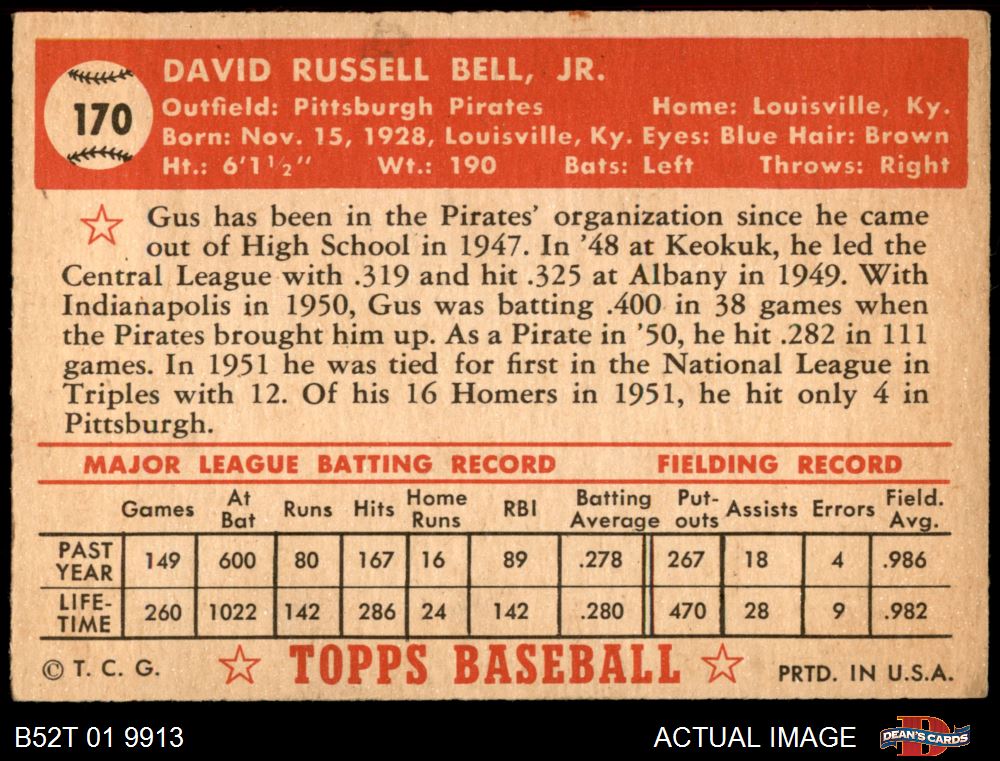 DAVID RUSSELL BELL, JR.
170
Outfield: Pittsburgh Pirates Home: Louisville, Ky.
Born: Nov. 15, 1928, Louisville, Ky. Eyes: Blue Hair: Brown
Ht.: 6'1½" Wt.: 190 Bats: Left Throws: Right
Gus has been in the Pirates' organization since he came
out of High School in 1947. In '48 at Keokuk, he led the
Central League with .319 and hit .325 at Albany in 1949. With
Indianapolis in 1950, Gus was batting .400 in 38 games when
the Pirates brought him up. As a Pirate in '50, he hit .282 in 111
games. In 1951 he was tied for first in the National League in
Triples with 12. Of his 16 Homers in 1951, he hit only 4 in
Pittsburgh.
MAJOR LEAGUE BATTING RECORD FIELDING RECORD
Games At Bat Runs Hits Home Runs RBI Batting Average Put-outs Assists Errors Field. Avg.
PAST YEAR 149 600 80 167 16 89 .278 267 18 4 .986
LIFE-TIME 260 1022 142 286 24 142 .280 470 28 9 .982
© T. C. G. TOPPS BASEBALL PRTD. IN U.S.A.
B52T 01 9913 ACTUAL IMAGE D DEAN'S CARDS